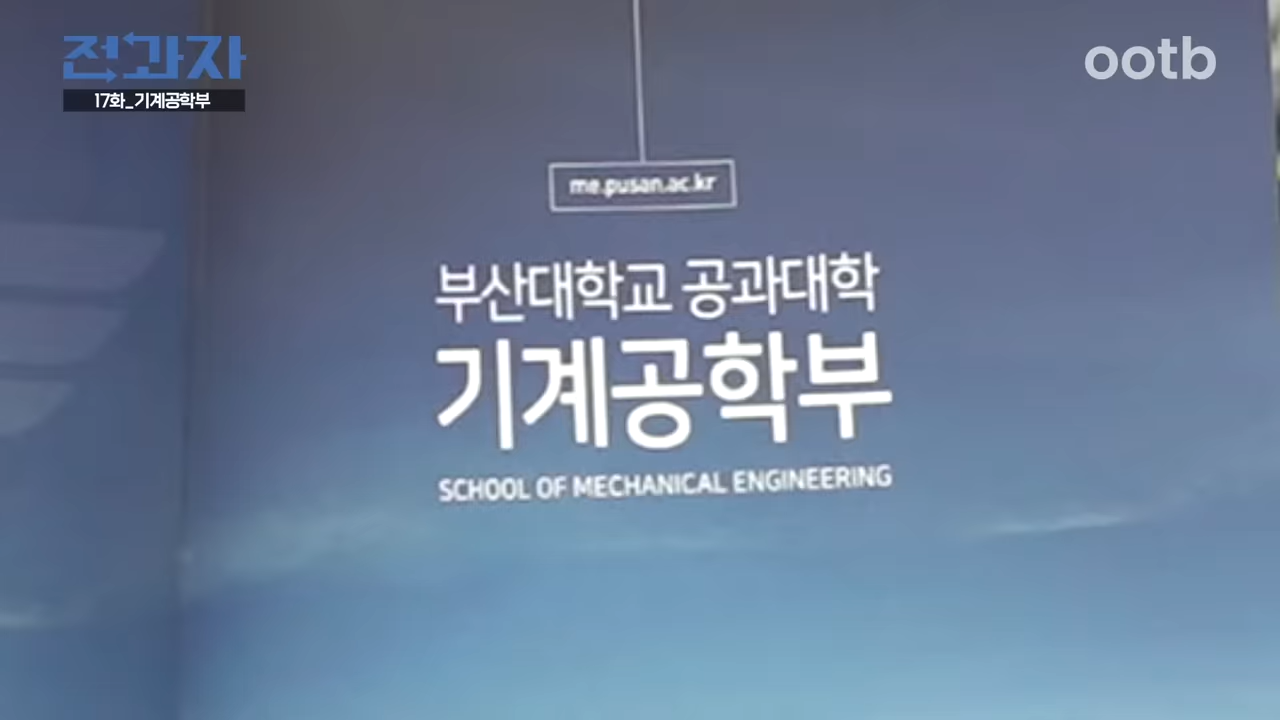 전과자
ootb
17화_기계공학부
me.pusan.ac.kr
부산대학교 공과대학
기계공학부
SCHOOL OF MECHANICAL ENGINEERING